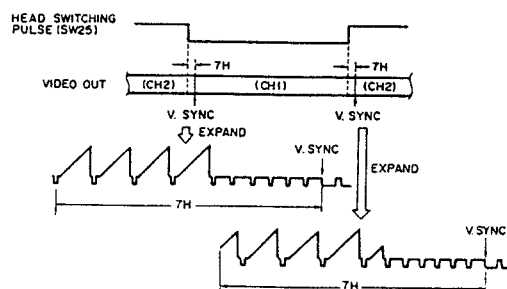 HEAD SWITCHING
PULSE (SW25)
7H
7H
VIDEO OUT
(CH2)
(CH1)
(CH2)
V. SYNC
V. SYNC
EXPAND
V. SYNC
EXPAND
7H
V. SYNC
7H